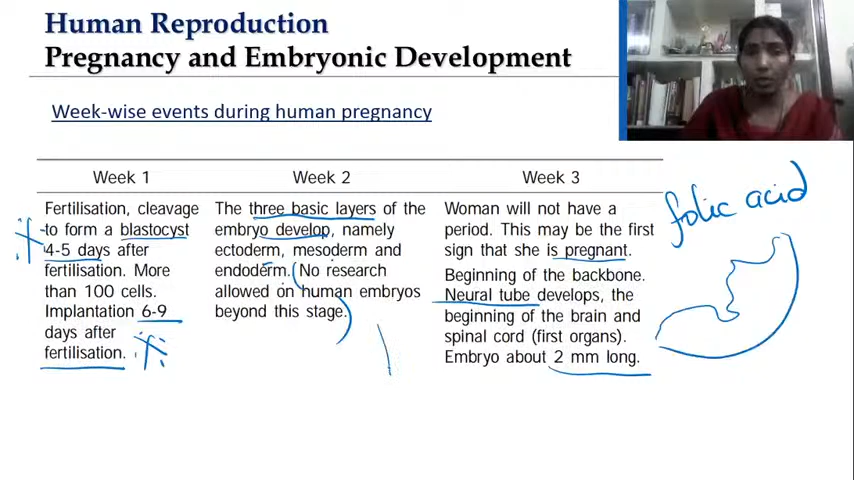 Human Reproduction
Pregnancy and Embryonic Development
Week-wise events during human pregnancy
Week 1
Fertilisation, cleavage
to form a blastocyst
4-5 days after
fertilisation. More
than 100 cells.
Implantation 6-9
days after
fertilisation.
Week 2
The three basic layers of the
embryo develop, namely
ectoderm, mesoderm and
endoderm. (No research
allowed on human embryos
beyond this stage.)
Week 3
Woman will not have a
period. This may be the first
sign that she is pregnant.
Beginning of the backbone.
Neural tube develops, the
beginning of the brain and
spinal cord (first organs).
Embryo about 2 mm long.
folic acid